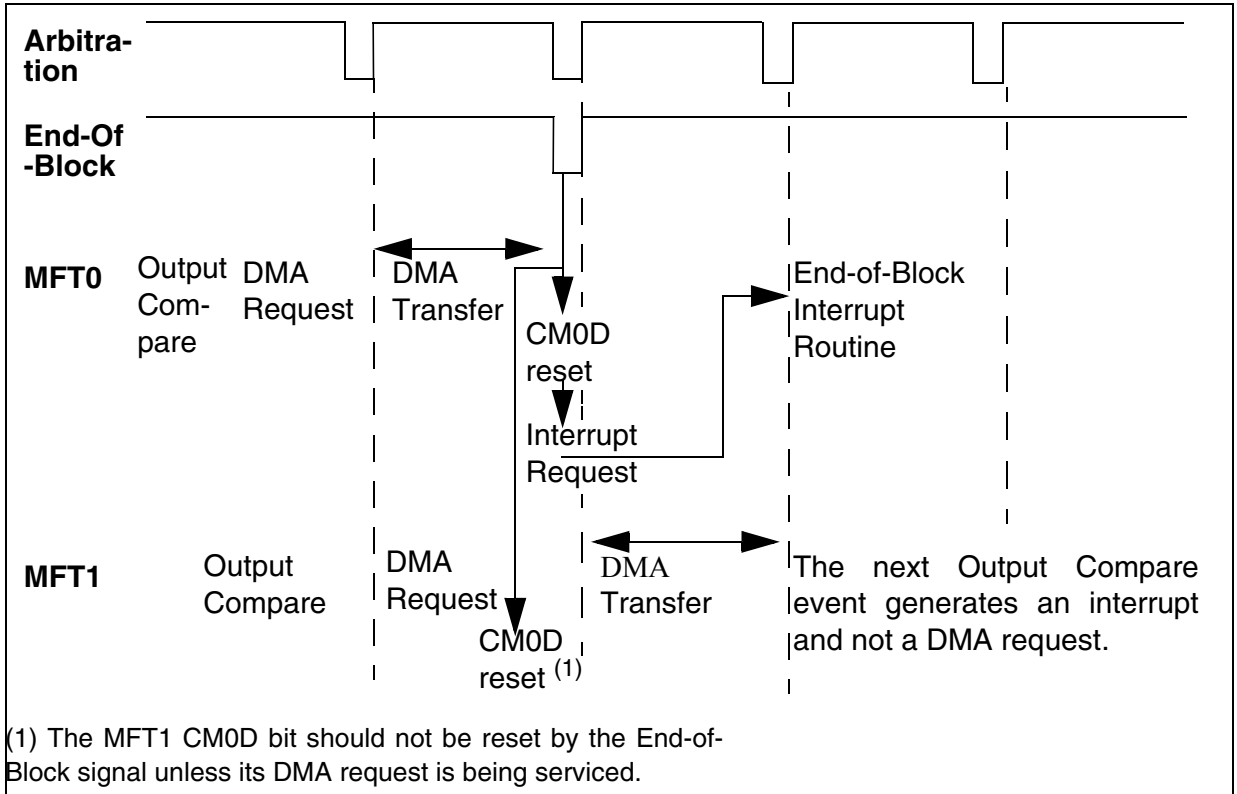 Arbitra-
tion
End-Of
-Block
MFT0
Output
Com-
pare
DMA
Request
DMA
Transfer
CM0D
reset
Interrupt
Request
End-of-Block
Interrupt
Routine
MFT1
Output
Compare
DMA
Request
CM0D
reset (1)
DMA
Transfer
The next Output Compare
event generates an interrupt
and not a DMA request.
(1) The MFT1 CM0D bit should not be reset by the End-of-
Block signal unless its DMA request is being serviced.